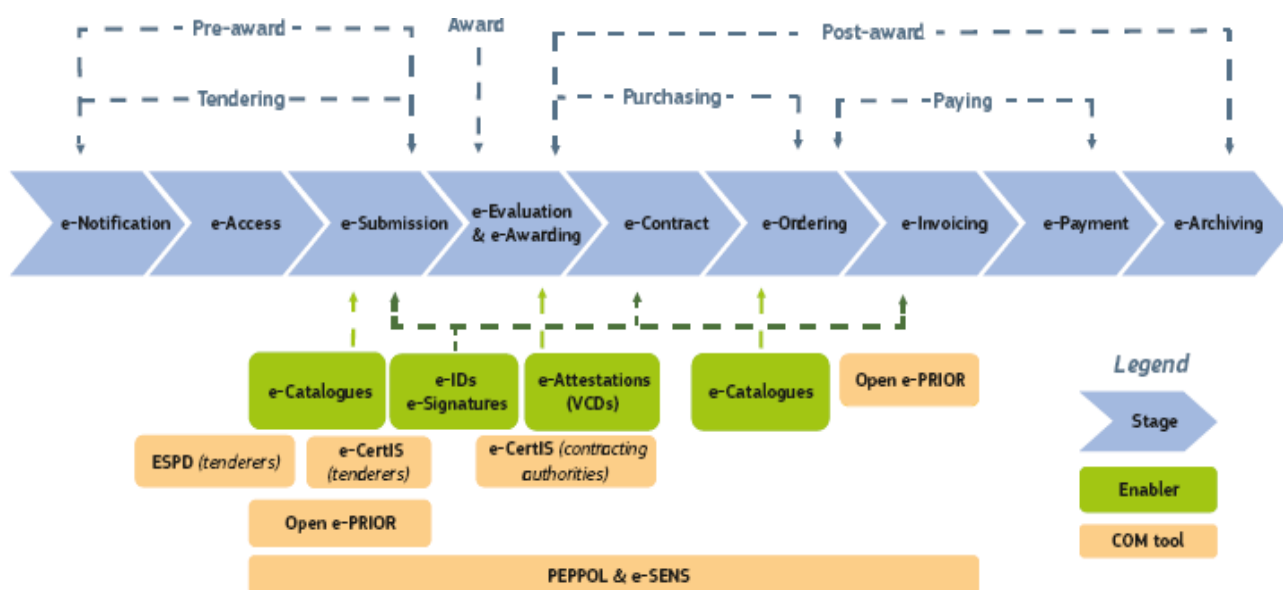 Pre-award
Award
Post-award
Tendering
Purchasing
Paying
e-Notification
e-Access
e-Submission
e-Evaluation
& e-Awarding
e-Contract
e-Ordering
e-Invoicing
e-Payment
e-Archiving
e-Catalogues
e-IDs
e-Signatures
e-Attestations
(VCDs)
e-Catalogues
Open e-PRIOR
ESPD (tenderers)
e-CertIS
(tenderers)
e-CertIS (contracting
authorities)
Open e-PRIOR
PEPPOL & e-SENS
Legend
Stage
Enabler
COM tool